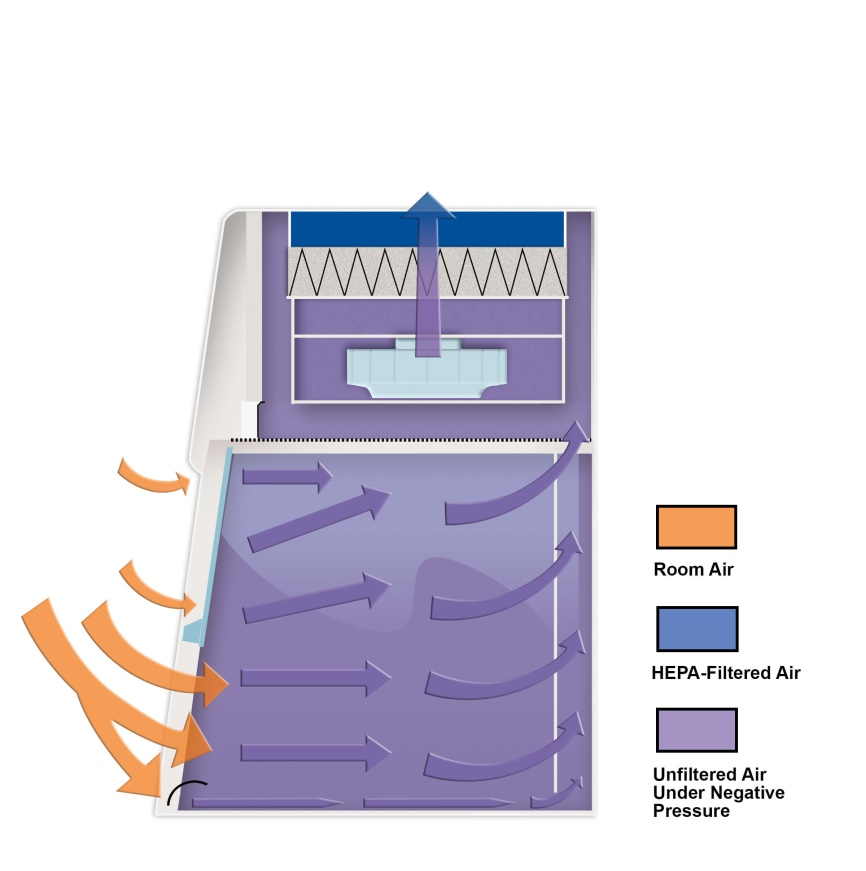 Room Air
HEPA-Filtered Air
Unfiltered Air
Under Negative
Pressure